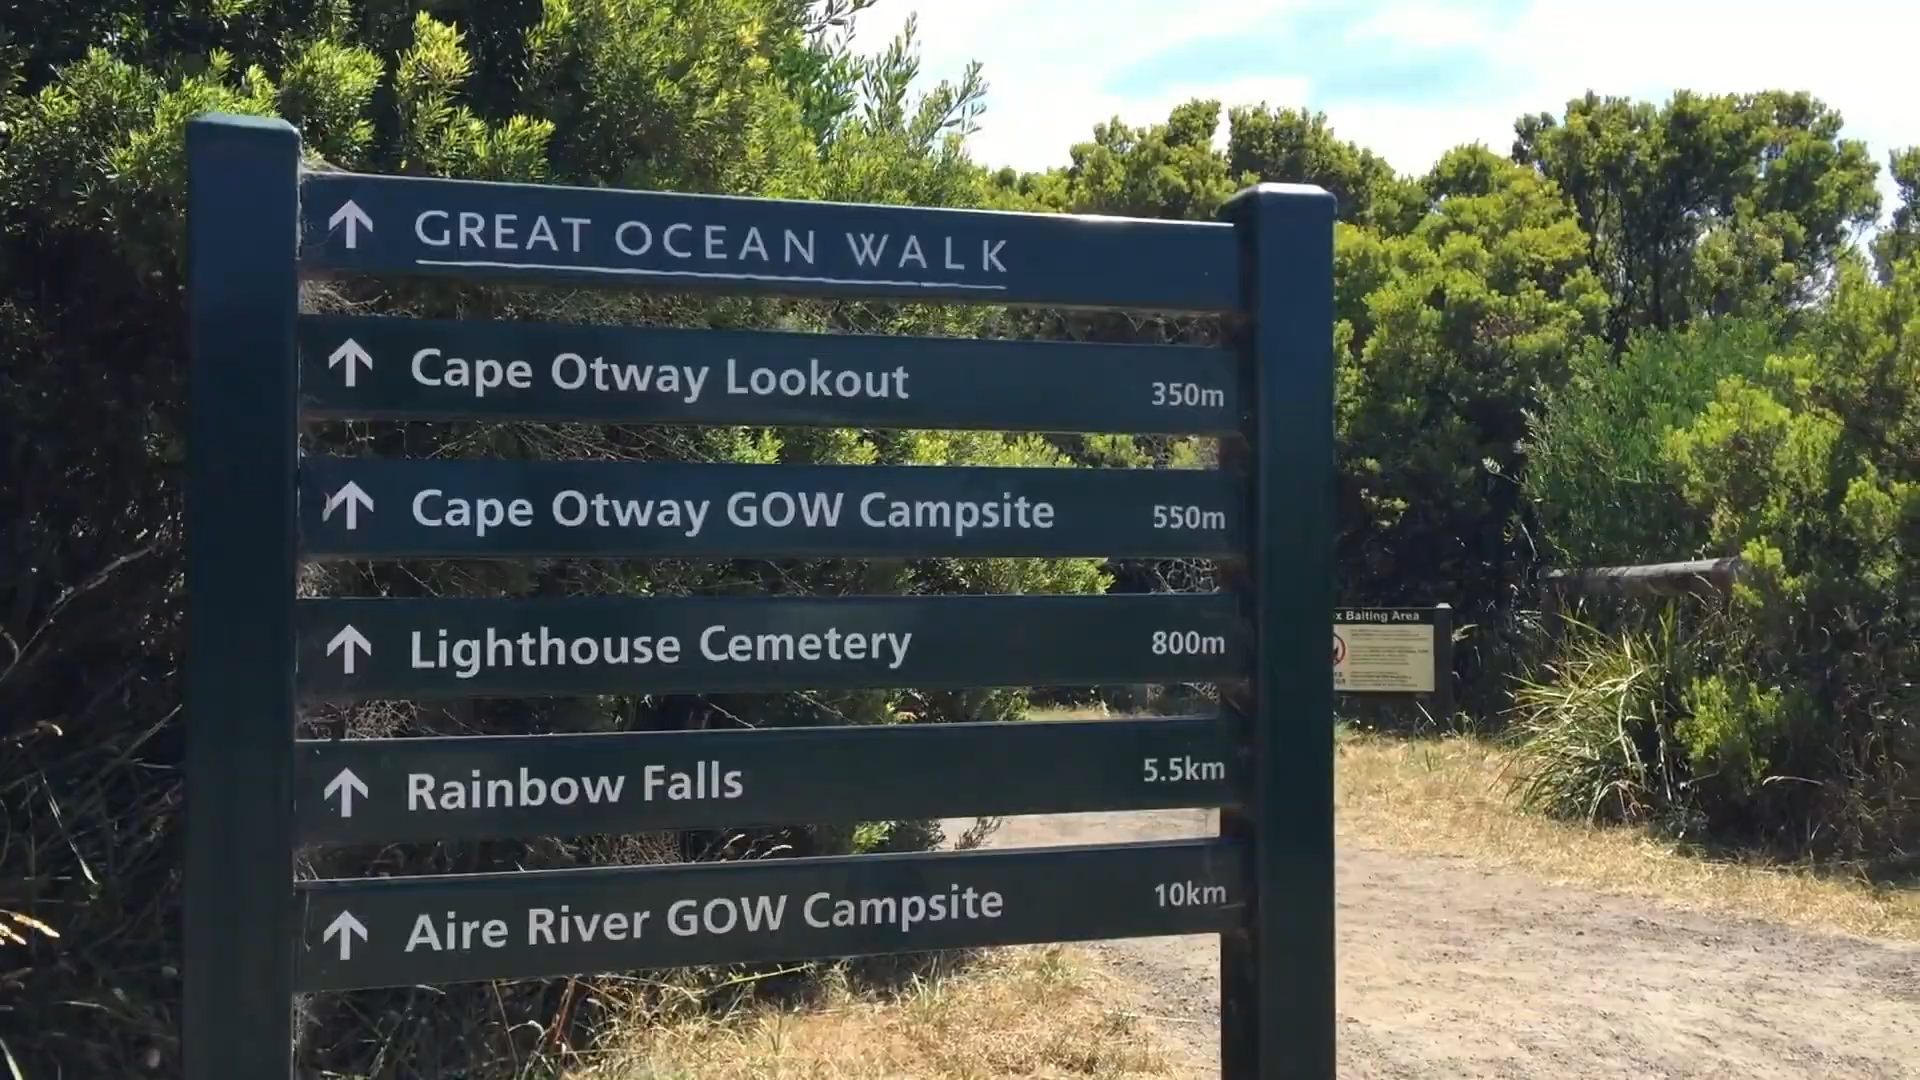 GREAT OCEAN WALK
Cape Otway Lookout 350m
Cape Otway GOW Campsite 550m
Lighthouse Cemetery 800m
Rainbow Falls 5.5km
Aire River GOW Campsite 10km
Baiting Area